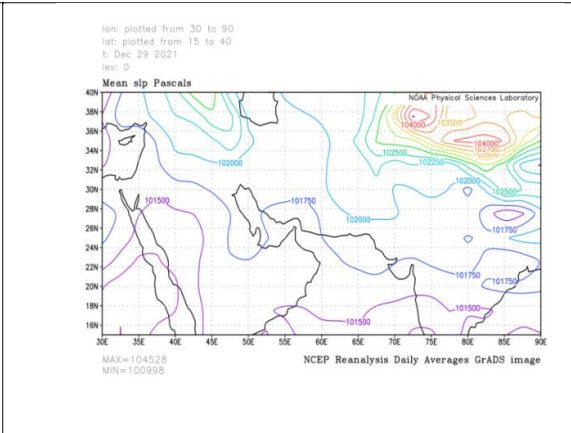 lon: plotted from 30 to 90
lat: plotted from 15 to 40
t: Dec 29 2021
lev: 0
Mean slp Pascals
NOAA Physical Sciences Laboratory
40N
38N
36N
34N
32N
30N
28N
26N
24N
22N
20N
18N
16N
104000
103500
104000
103750
102500
102250
102000
102000
102500
101500
101750
102000
101750
101750
101750
101500
101500
30E 35E 40E 45E 50E 55E 60E 65E 70E 75E 80E 85E 90E
MAX=104528
MIN=100998
NCEP Reanalysis Daily Averages GrADS image